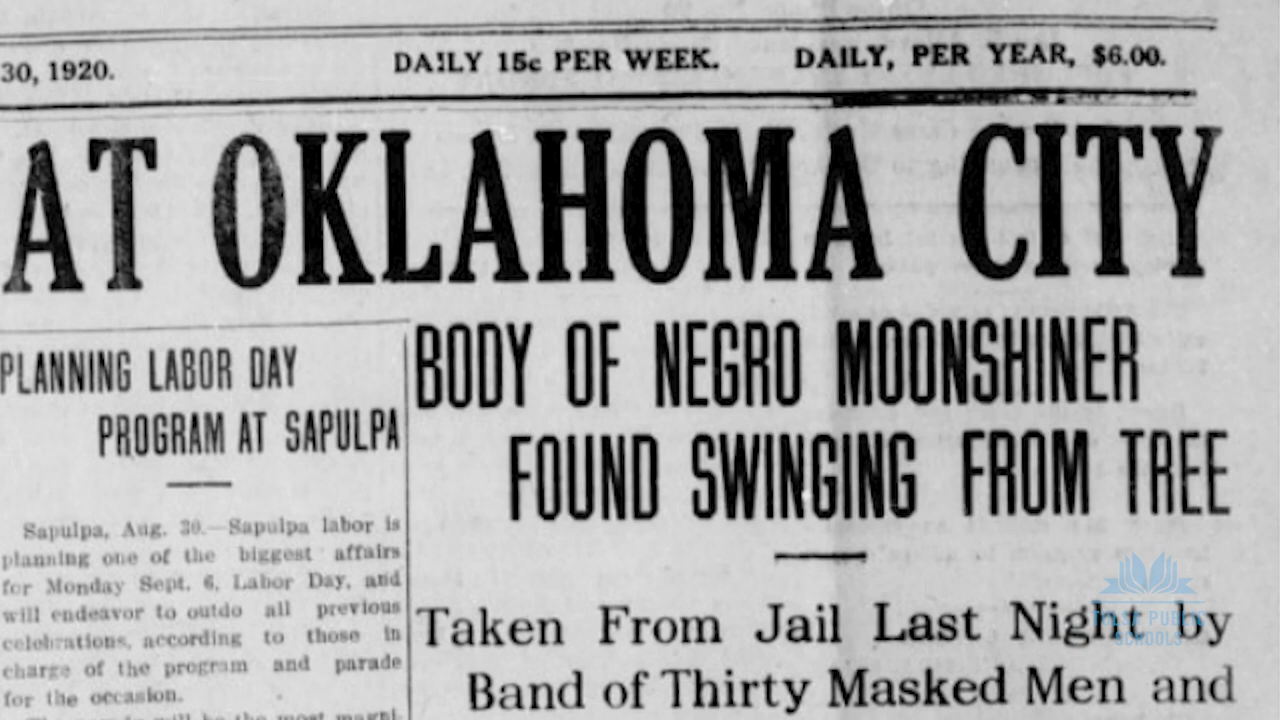 30, 1920. DAILY 15c PER WEEK. DAILY, PER YEAR, $6.00.
AT OKLAHOMA CITY
PLANNING LABOR DAY
PROGRAM AT SAPULPA
Sapulpa, Aug. 30.—Sapulpa labor is
planning one of the biggest affairs
for Monday Sept. 6, Labor Day, and
will endeavor to outdo all previous
celebrations, according to those in
charge of the program and parade
for the occasion.
BODY OF NEGRO MOONSHINER
FOUND SWINGING FROM TREE
Taken From Jail Last Night by
Band of Thirty Masked Men and
PUBLIC
SCHOOLS